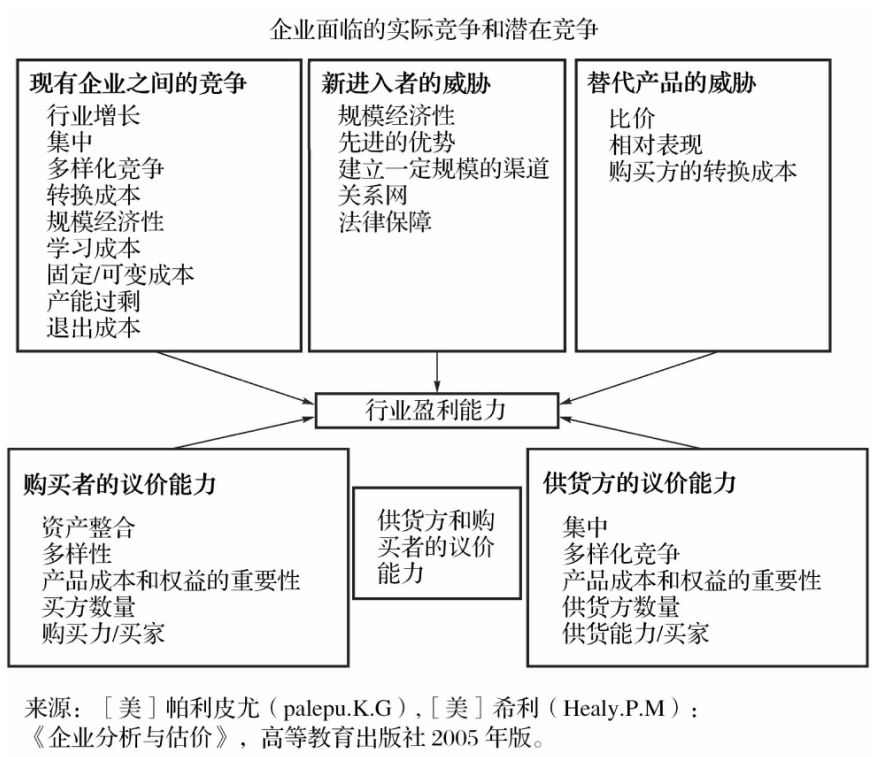 企业面临的实际竞争和潜在竞争
现有企业之间的竞争
行业增长
集中
多样化竞争
转换成本
规模经济性
学习成本
固定/可变成本
产能过剩
退出成本
新进入者的威胁
规模经济性
先进的优势
建立一定规模的渠道
关系网
法律保障
替代产品的威胁
比价
相对表现
购买方的转换成本
行业盈利能力
购买者的议价能力
资产整合
多样性
产品成本和权益的重要性
买方数量
购买力/买家
供货方和购
买者的议价
能力
供货方的议价能力
集中
多样化竞争
产品成本和权益的重要性
供货方数量
供货能力/买家
来源：［美］帕利皮尤（palepu.K.G），［美］希利（Healy.P.M）：
《企业分析与估价》，高等教育出版社 2005 年版。